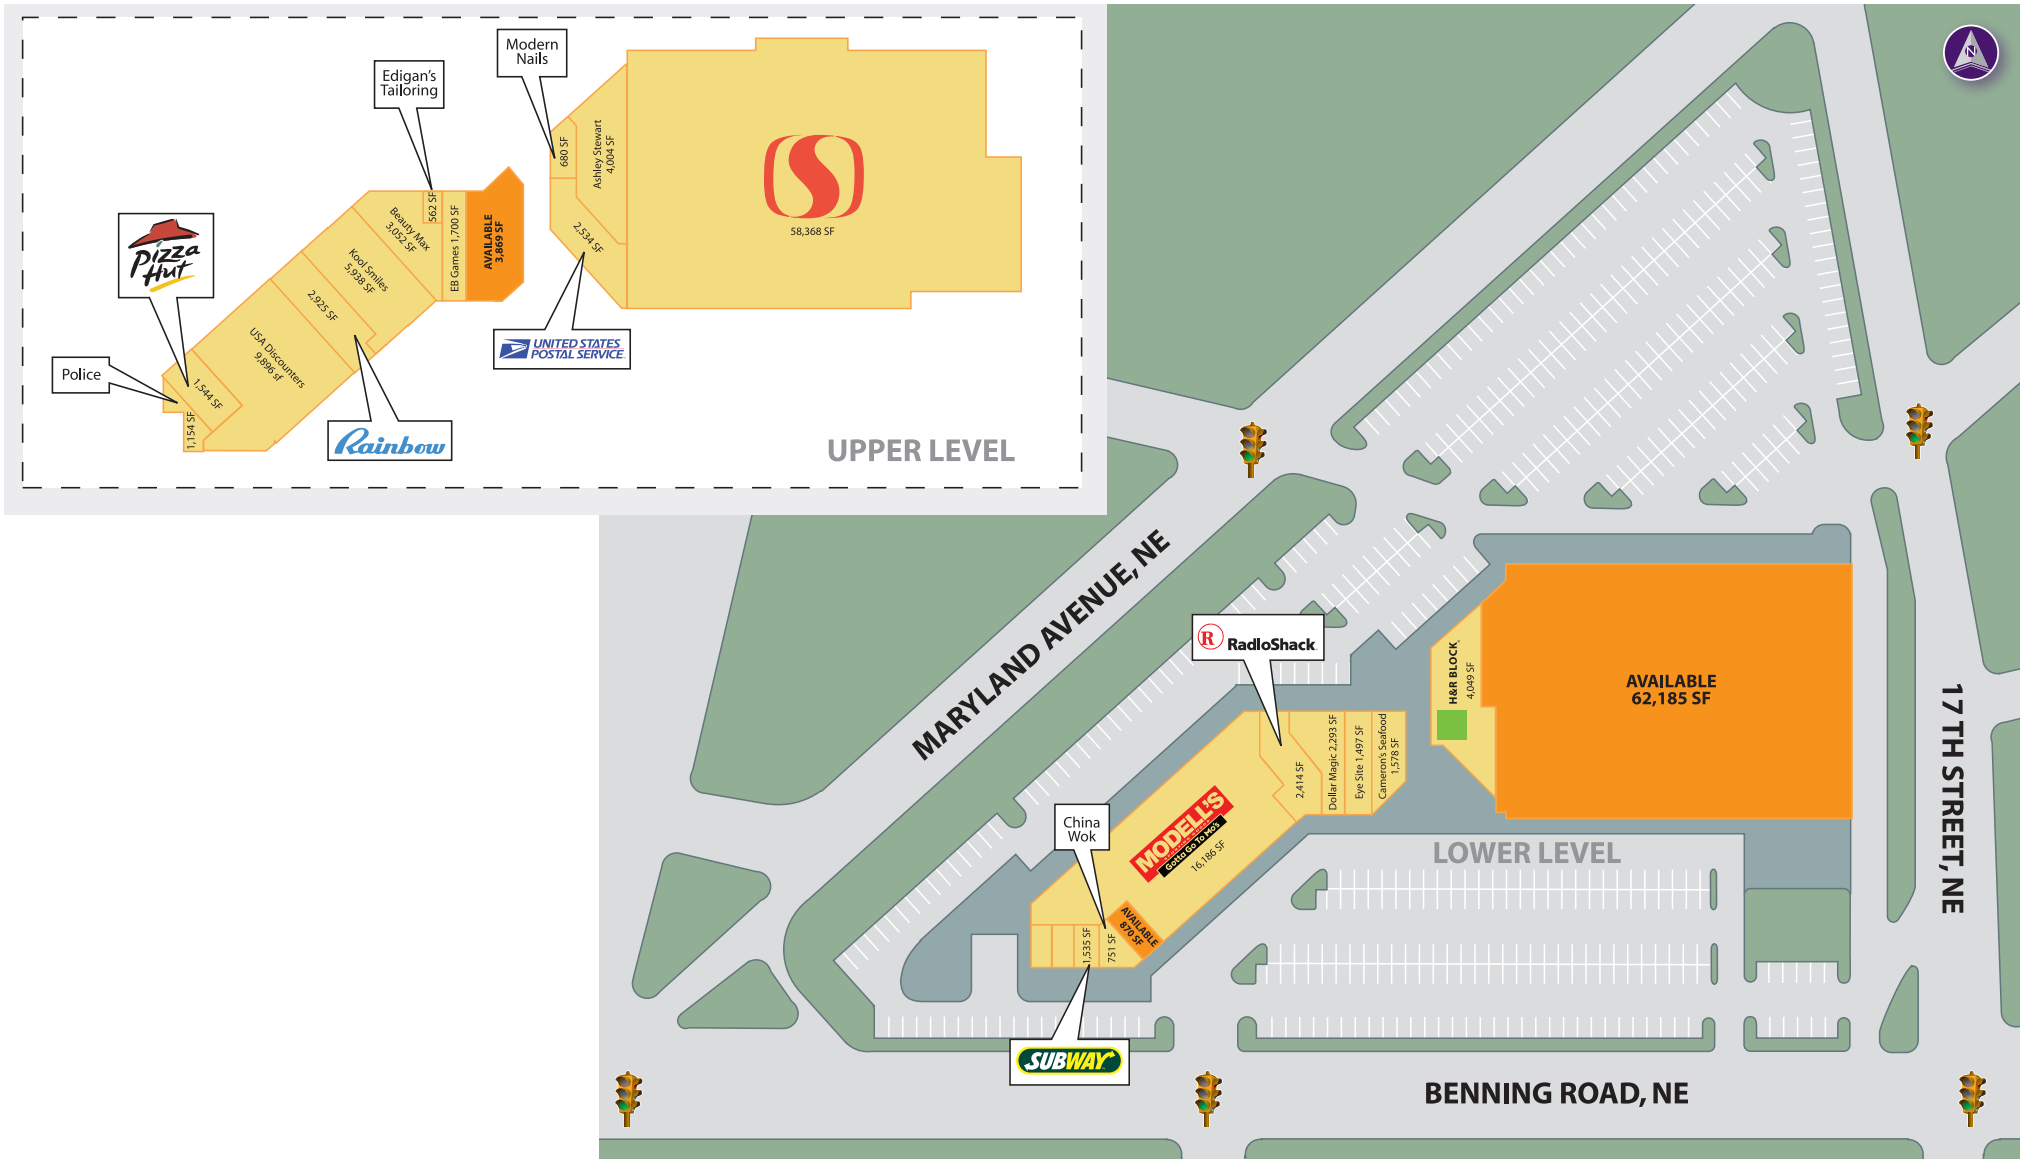 Modern
Nails
Edigan's
Tailoring
680 SF
Ashley Stewart
4,004 SF
58,368 SF
2,534 SF
562 SF
Beauty Max
3,052 SF
EB Games 1,700 SF
AVAILABLE
3,869 SF
Kool Smiles
5,938 SF
2,925 SF
USA Discounters
9,896 sf
Pizza
Hut
Police
1,544 SF
1,154 SF
Rainbow
UNITED STATES
POSTAL SERVICE
UPPER LEVEL
N
MARYLAND AVENUE, NE
17TH STREET, NE
BENNING ROAD, NE
LOWER LEVEL
R RadioShack
H&R BLOCK
4,049 SF
AVAILABLE
62,185 SF
2,414 SF
Dollar Magic 2,293 SF
Eye Site 1,497 SF
Cameron's Seafood
1,578 SF
MODELL'S
Gotta Go To Mo's
16,186 SF
China
Wok
AVAILABLE
870 SF
751 SF
1,535 SF
SUBWAY